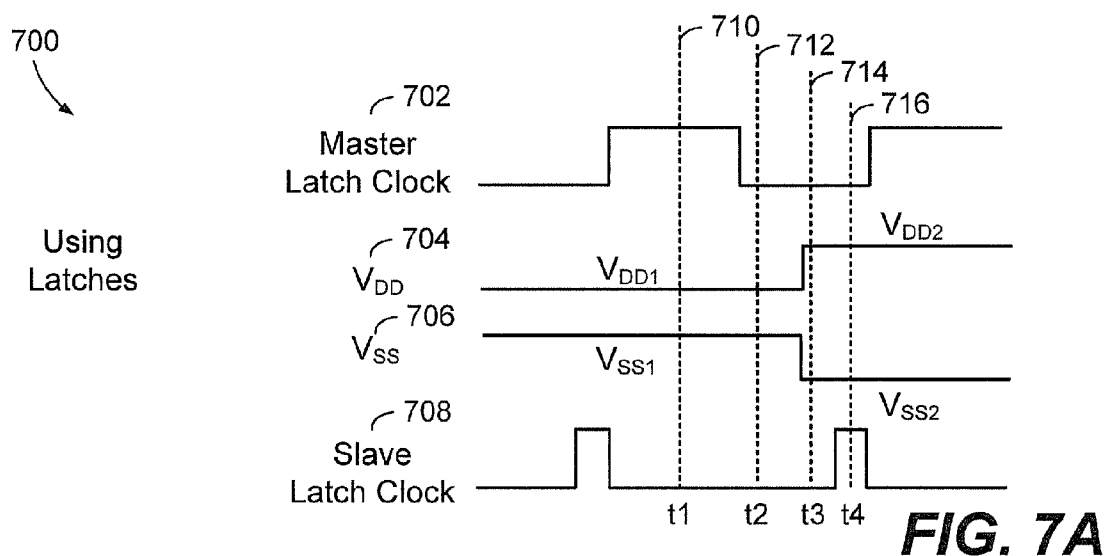 700
710
712
714
716
702
Master
Latch Clock
Using
Latches
704
V_DD
V_DD1
V_DD2
706
V_SS
V_SS1
V_SS2
708
Slave
Latch Clock
t1 t2 t3 t4
FIG. 7A